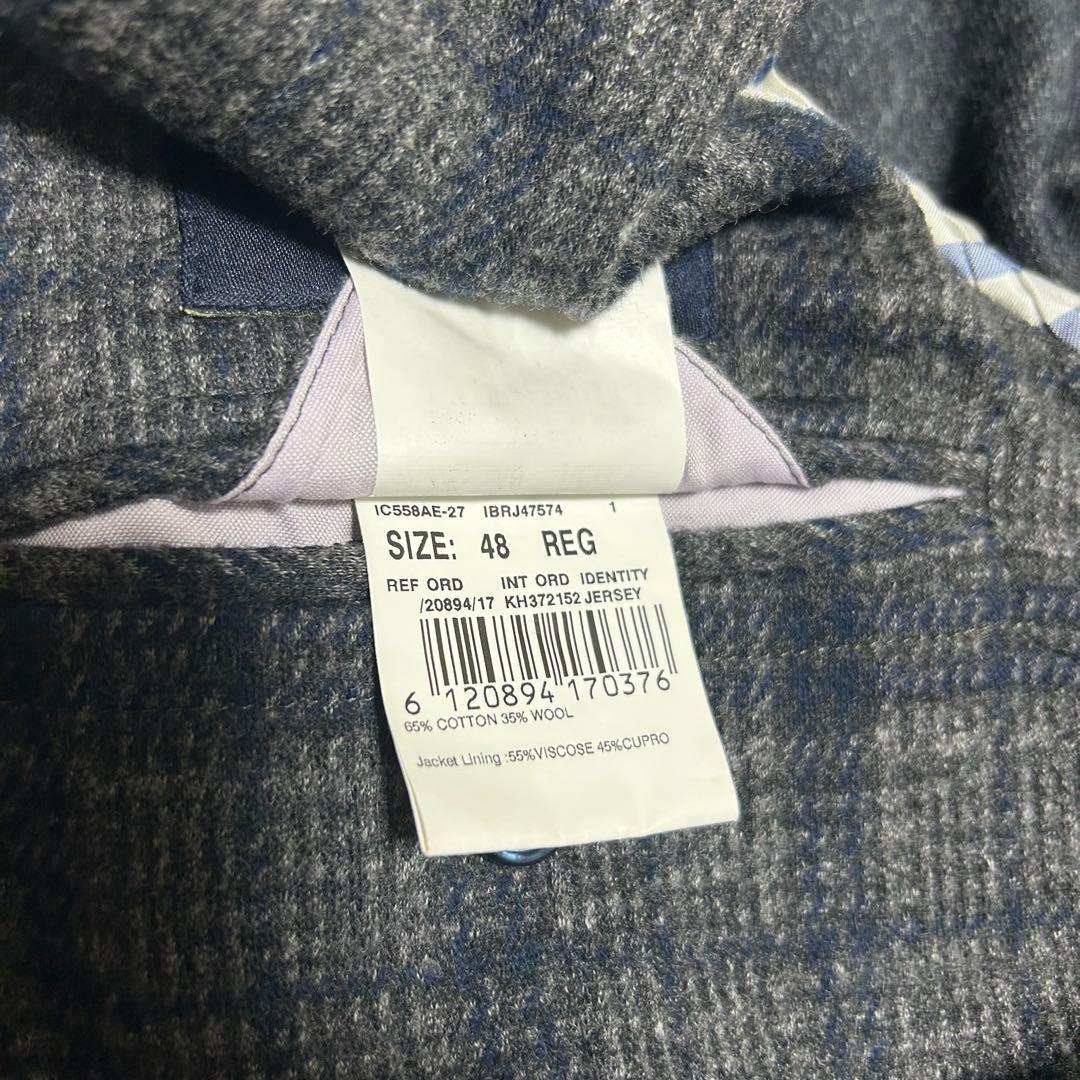 IC558AE-27 IBRJ47574 1
SIZE: 48 REG
REF ORD INT ORD IDENTITY
/20894/17 KH372152 JERSEY
6 120894 170376
65% COTTON 35% WOOL
Jacket Lining :55%VISCOSE 45%CUPRO